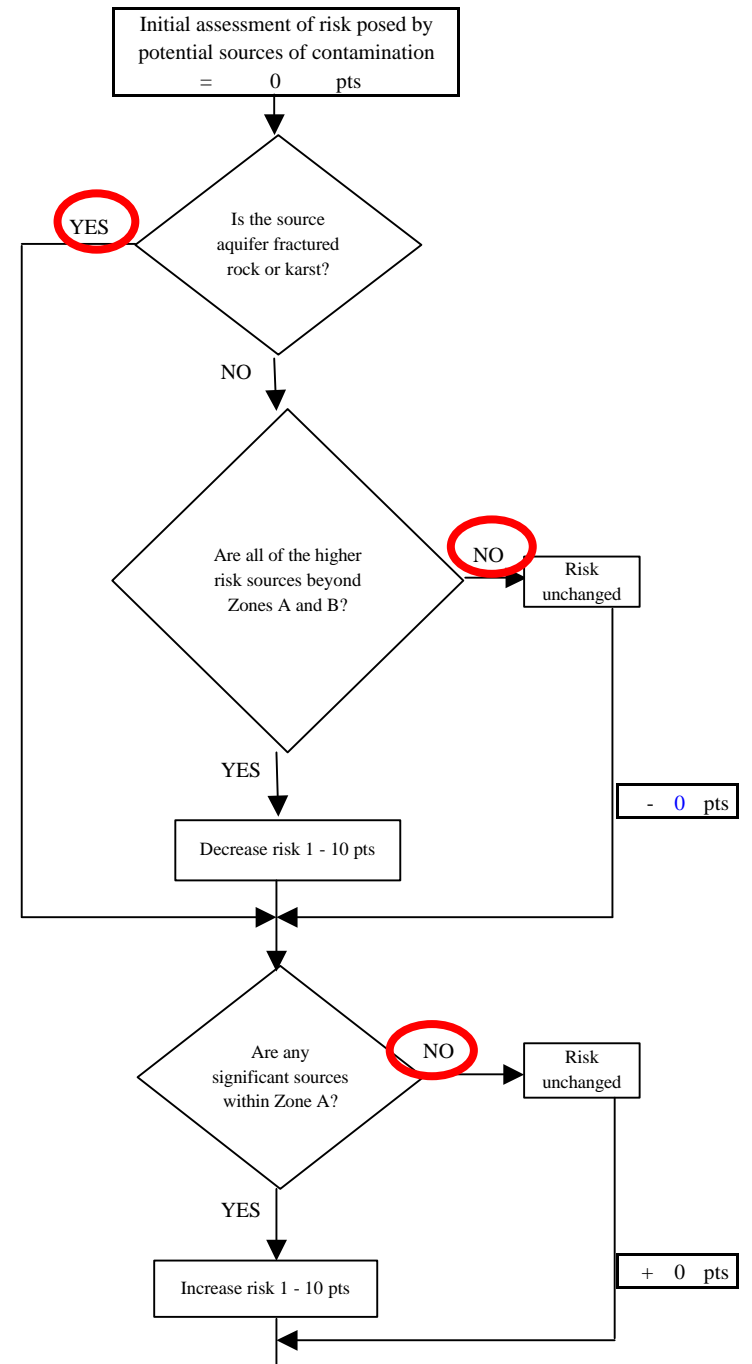 Initial assessment of risk posed by
potential sources of contamination
= 0 pts
YES
Is the source
aquifer fractured
rock or karst?
NO
Are all of the higher
risk sources beyond
Zones A and B?
NO
Risk
unchanged
YES
- 0 pts
Decrease risk 1 - 10 pts
Are any
significant sources
within Zone A?
NO
Risk
unchanged
YES
+ 0 pts
Increase risk 1 - 10 pts